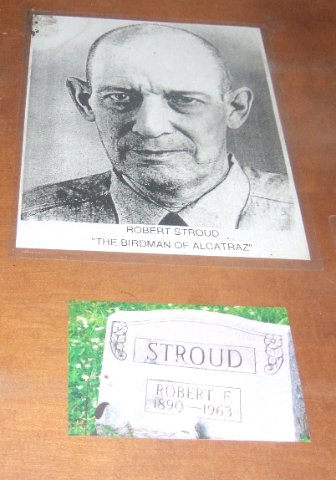 ROBERT STROUD
"THE BIRDMAN OF ALCATRAZ"
STROUD
ROBERT F.
1890—1963